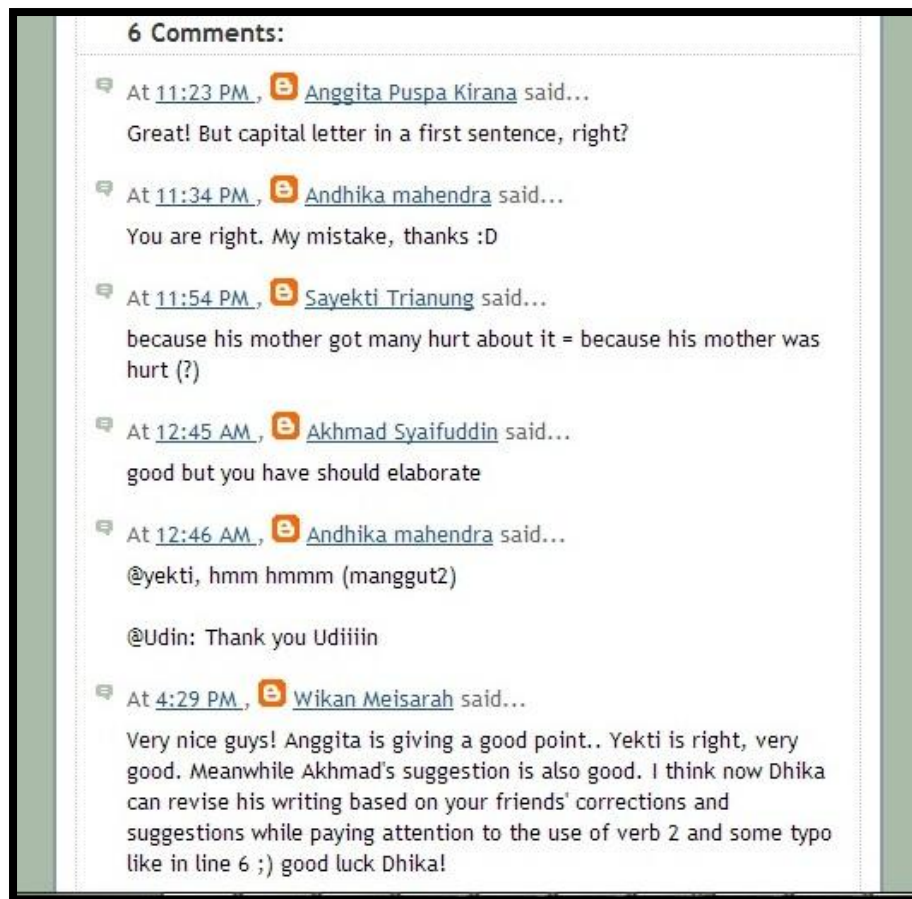 6 Comments:
At 11:23 PM , Anggita Puspa Kirana said...
Great! But capital letter in a first sentence, right?
At 11:34 PM , Andhika mahendra said...
You are right. My mistake, thanks :D
At 11:54 PM , Sayekti Trianung said...
because his mother got many hurt about it = because his mother was
hurt (?)
At 12:45 AM , Akhmad Syaifuddin said...
good but you have should elaborate
At 12:46 AM , Andhika mahendra said...
@yekti, hmm hmmm (manggut2)
@Udin: Thank you Udiiiin
At 4:29 PM , Wikan Meisarah said...
Very nice guys! Anggita is giving a good point.. Yekti is right, very
good. Meanwhile Akhmad's suggestion is also good. I think now Dhika
can revise his writing based on your friends' corrections and
suggestions while paying attention to the use of verb 2 and some typo
like in line 6 ;) good luck Dhika!